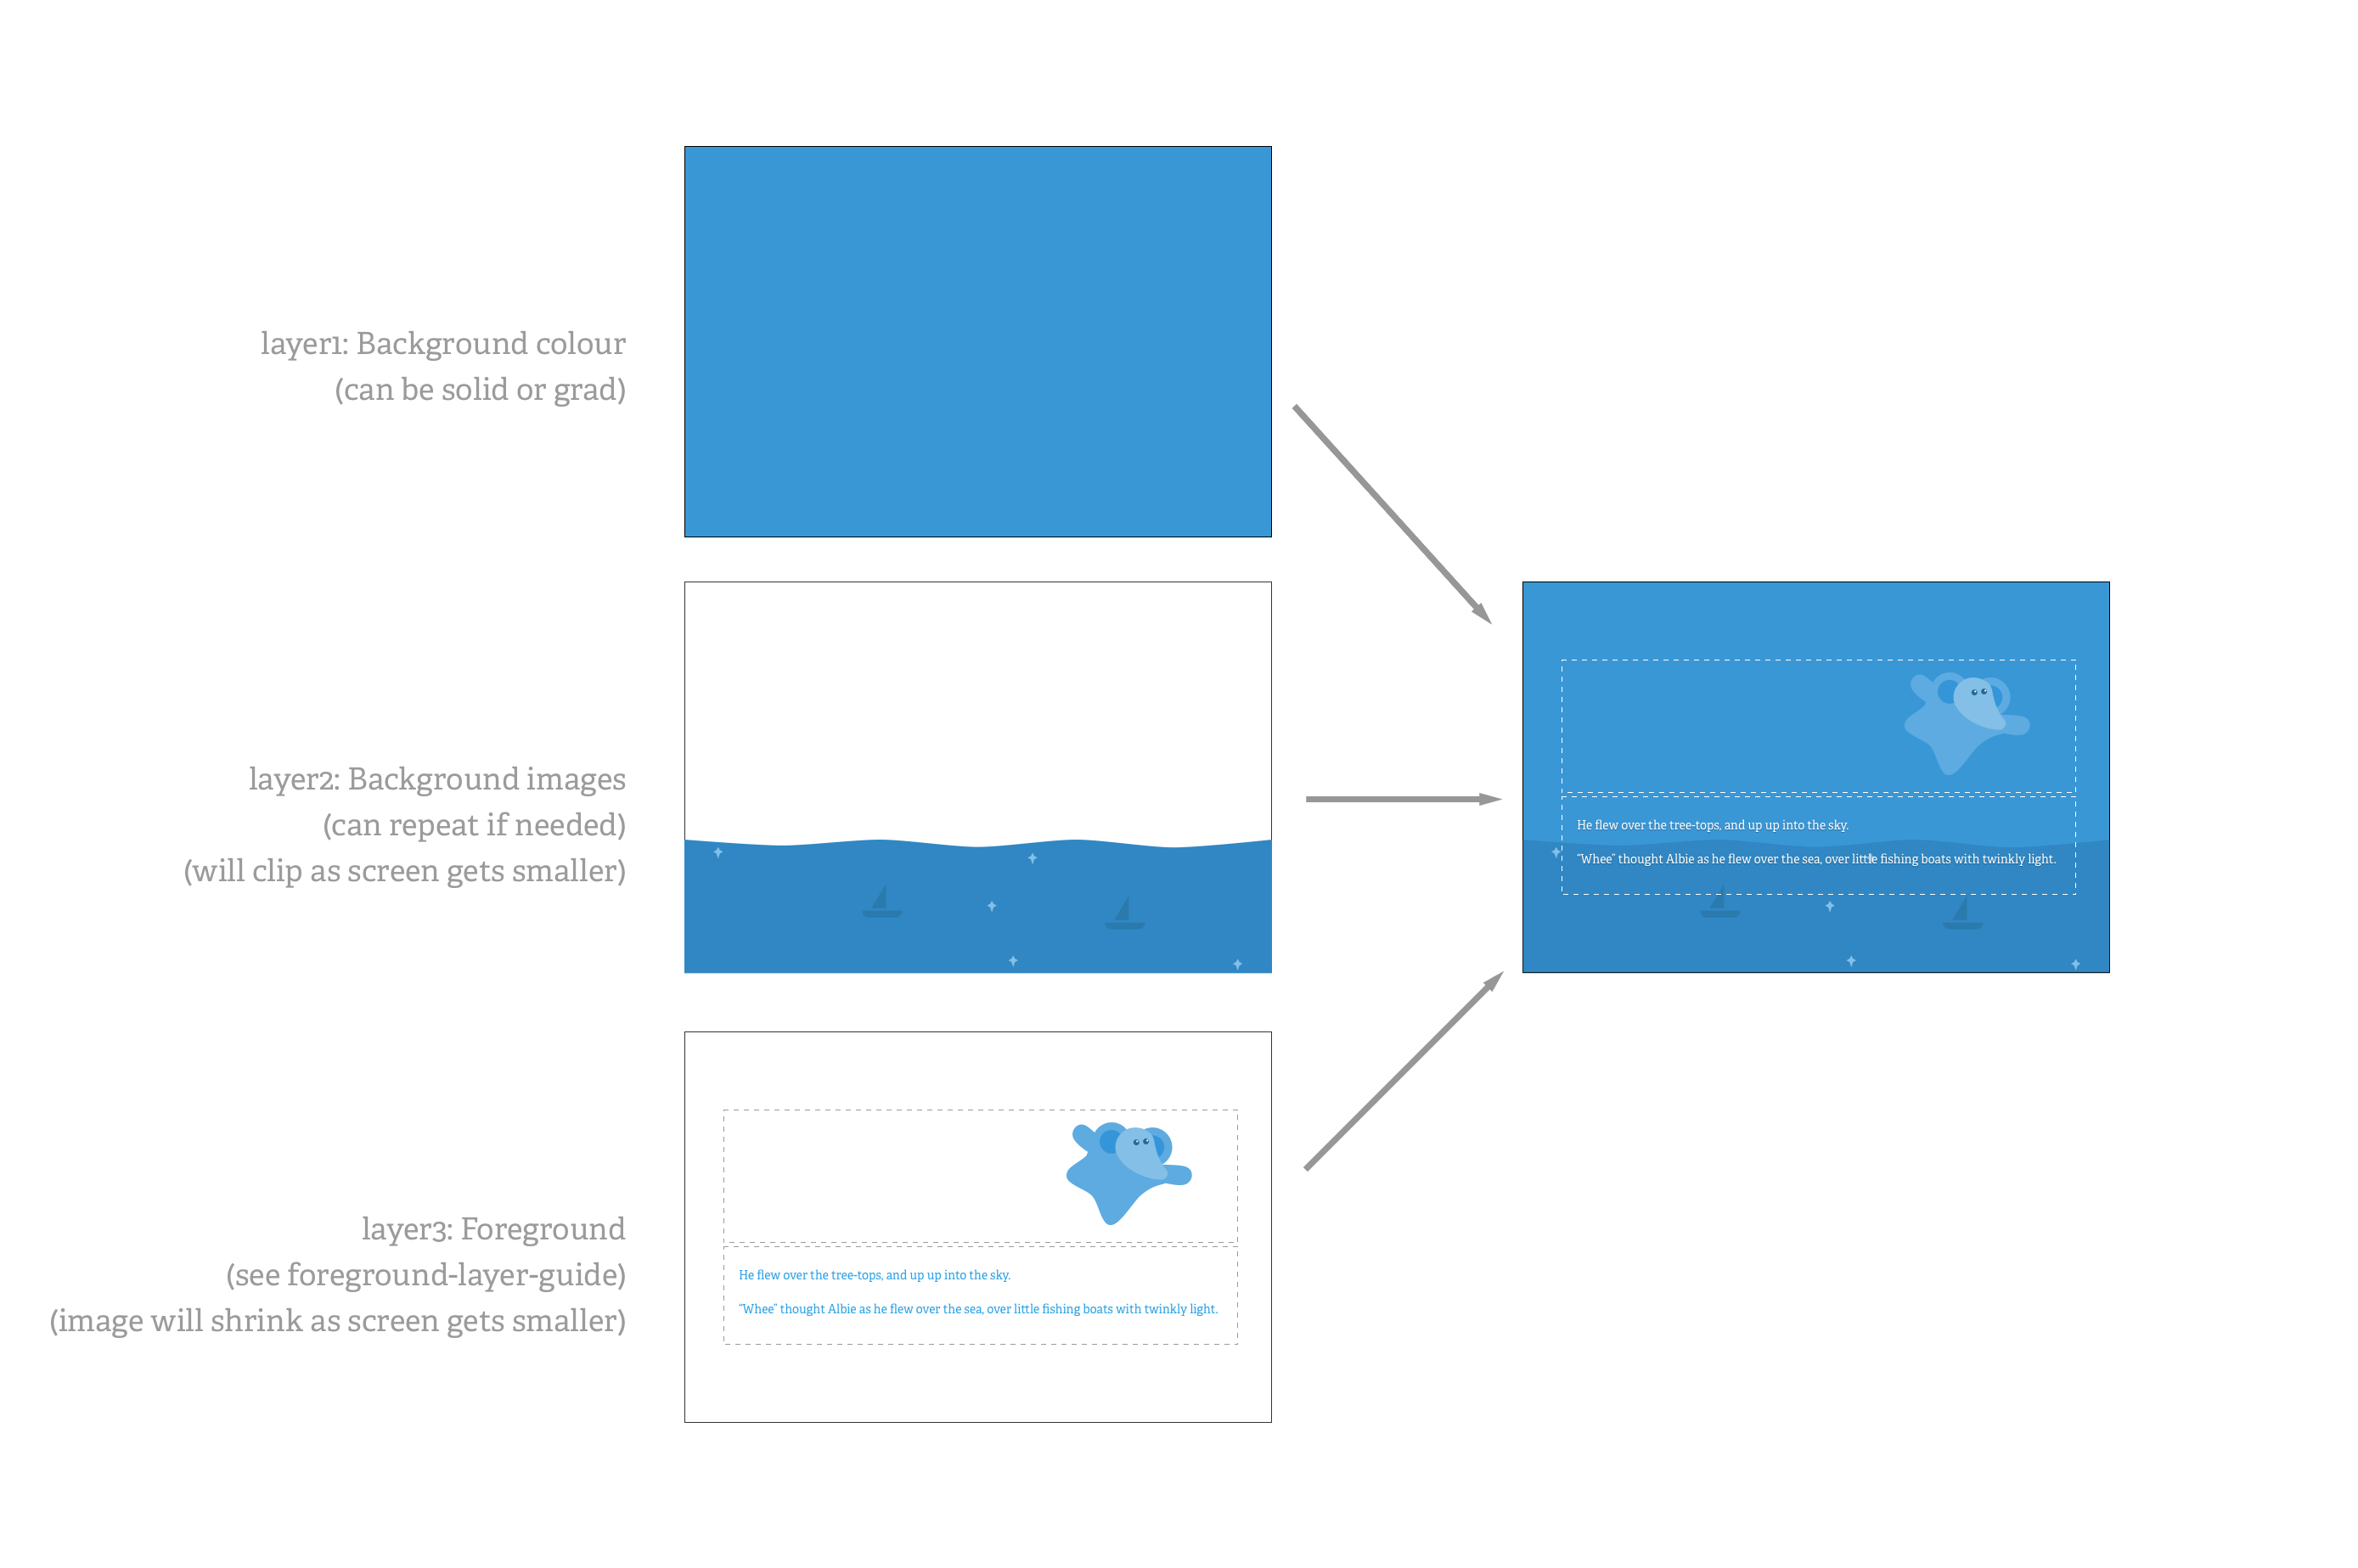 layer1: Background colour
(can be solid or grad)
layer2: Background images
(can repeat if needed)
(will clip as screen gets smaller)
He flew over the tree-tops, and up up into the sky.
“Whee” thought Albie as he flew over the sea, over little fishing boats with twinkly light.
layer3: Foreground
(see foreground-layer-guide)
(image will shrink as screen gets smaller)
He flew over the tree-tops, and up up into the sky.
“Whee” thought Albie as he flew over the sea, over little fishing boats with twinkly light.